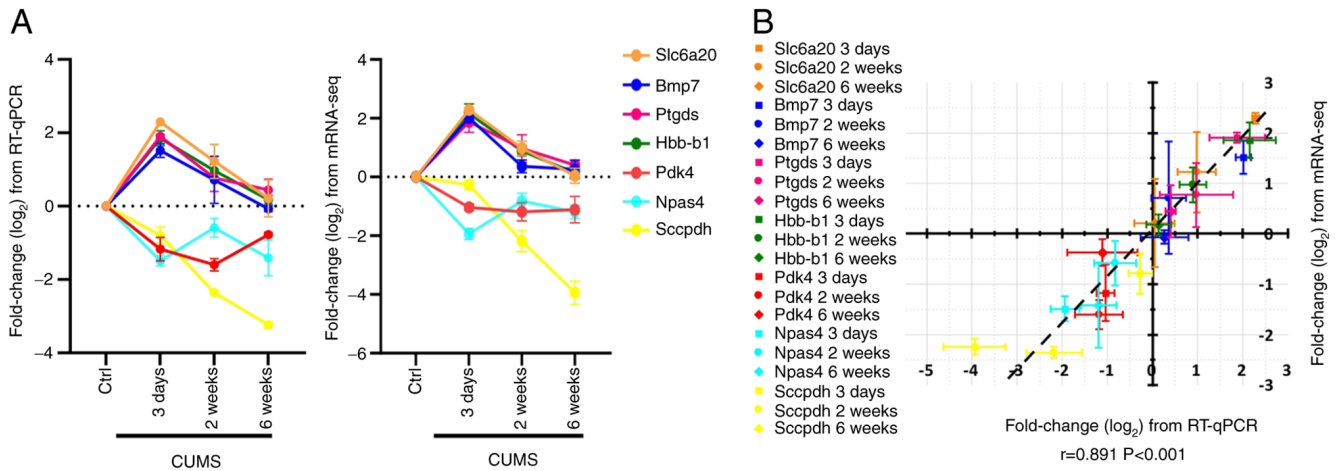 A
Fold-change (log2) from RT-qPCR
4
2
0
−2
−4
Ctrl
3 days
2 weeks
6 weeks
CUMS
Fold-change (log2) from mRNA-seq
4
2
0
−2
−4
−6
Ctrl
3 days
2 weeks
6 weeks
CUMS
Slc6a20
Bmp7
Ptgds
Hbb-b1
Pdk4
Npas4
Sccpdh
B
Slc6a20 3 days
Slc6a20 2 weeks
Slc6a20 6 weeks
Bmp7 3 days
Bmp7 2 weeks
Bmp7 6 weeks
Ptgds 3 days
Ptgds 2 weeks
Ptgds 6 weeks
Hbb-b1 3 days
Hbb-b1 2 weeks
Hbb-b1 6 weeks
Pdk4 3 days
Pdk4 2 weeks
Pdk4 6 weeks
Npas4 3 days
Npas4 2 weeks
Npas4 6 weeks
Sccpdh 3 days
Sccpdh 2 weeks
Sccpdh 6 weeks
3
2
1
0
-1
-2
-3
-5 -4 -3 -2 -1 0 1 2 3
Fold-change (log2) from mRNA-seq
Fold-change (log2) from RT-qPCR
r=0.891 P<0.001